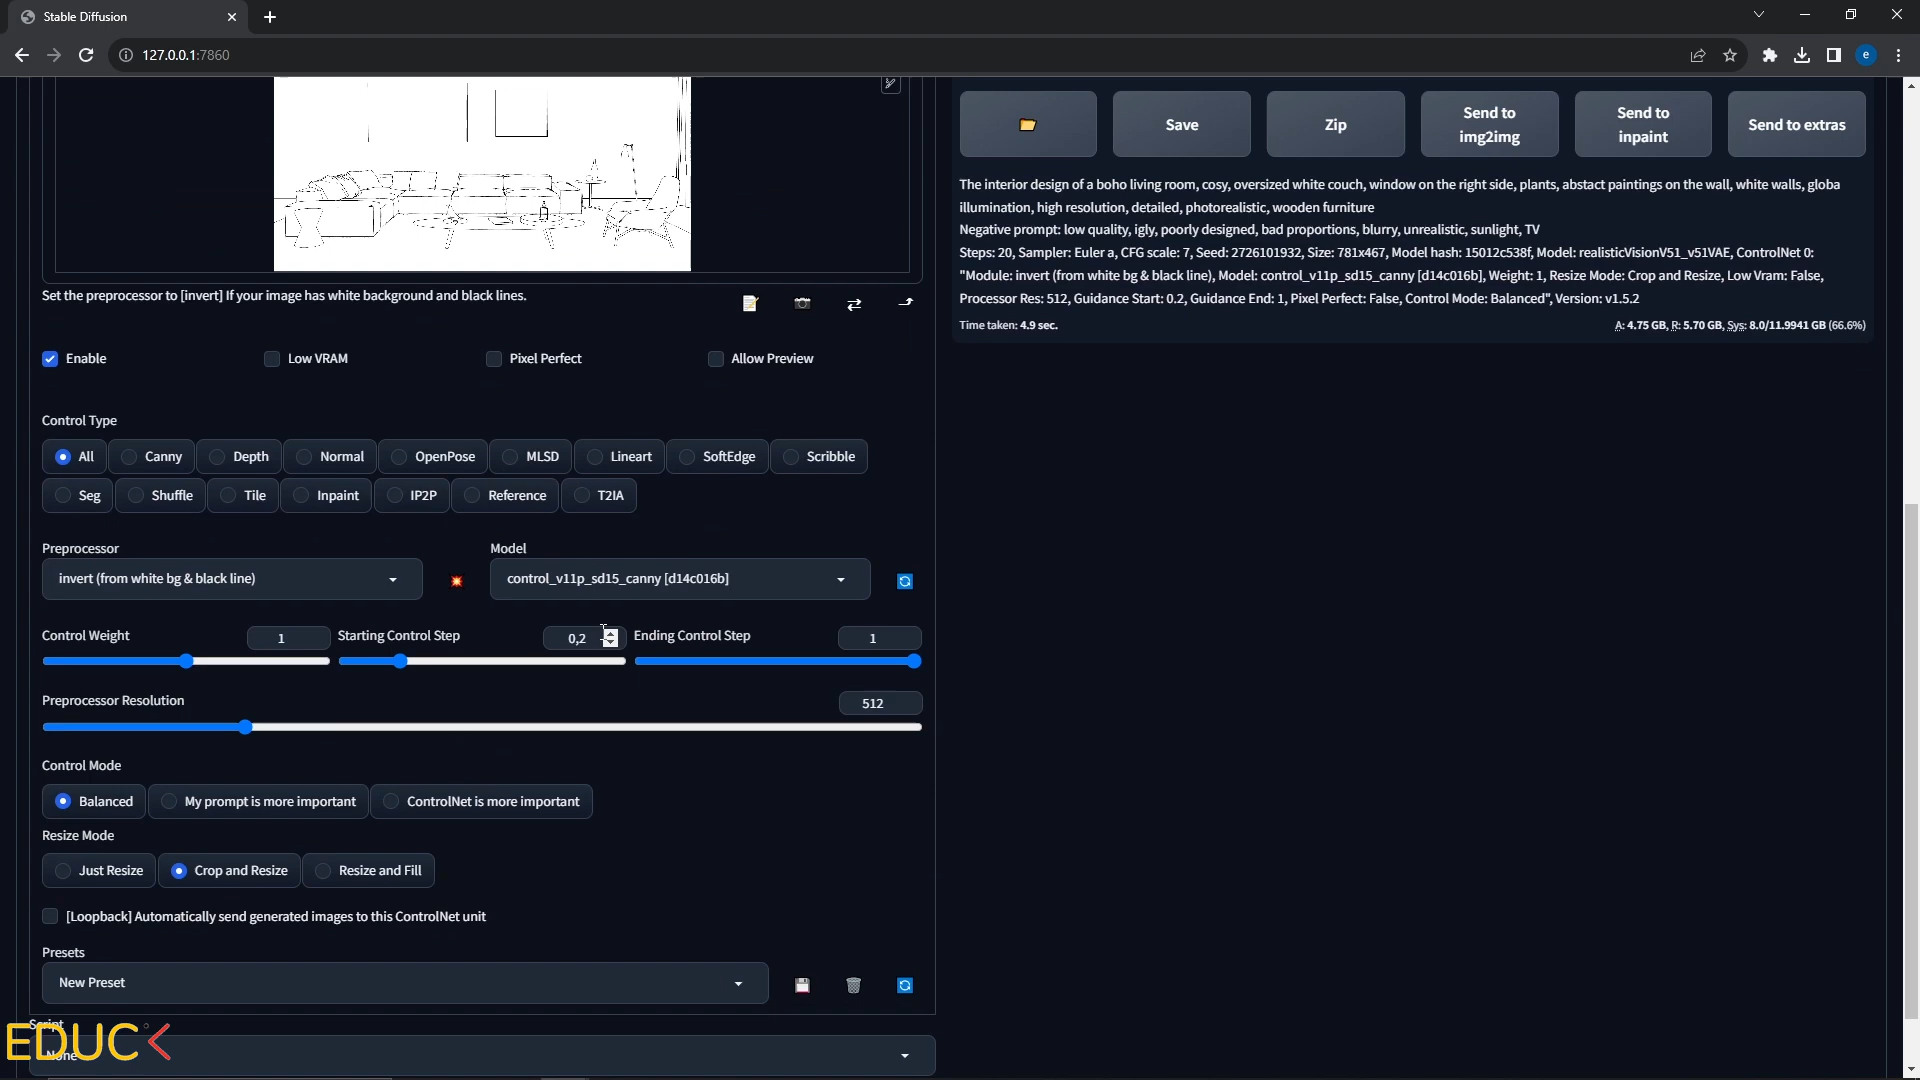 Stable Diffusion
127.0.0.1:7860
e
Save
Zip
Send to
img2img
Send to
inpaint
Send to extras
The interior design of a boho living room, cosy, oversized white couch, window on the right side, plants, abstact paintings on the wall, white walls, globa
illumination, high resolution, detailed, photorealistic, wooden furniture
Negative prompt: low quality, igly, poorly designed, bad proportions, blurry, unrealistic, sunlight, TV
Steps: 20, Sampler: Euler a, CFG scale: 7, Seed: 2726101932, Size: 781x467, Model hash: 15012c538f, Model: realisticVisionV51_v51VAE, ControlNet 0:
"Module: invert (from white bg & black line), Model: control_v11p_sd15_canny [d14c016b], Weight: 1, Resize Mode: Crop and Resize, Low Vram: False,
Processor Res: 512, Guidance Start: 0.2, Guidance End: 1, Pixel Perfect: False, Control Mode: Balanced", Version: v1.5.2
Time taken: 4.9 sec.
A: 4.75 GB, R: 5.70 GB, Sys: 8.0/11.9941 GB (66.6%)
Set the preprocessor to [invert] If your image has white background and black lines.
Enable
Low VRAM
Pixel Perfect
Allow Preview
Control Type
All
Canny
Depth
Normal
OpenPose
MLSD
Lineart
SoftEdge
Scribble
Seg
Shuffle
Tile
Inpaint
IP2P
Reference
T2IA
Preprocessor
Model
invert (from white bg & black line)
control_v11p_sd15_canny [d14c016b]
Control Weight
1
Starting Control Step
0,2
Ending Control Step
1
Preprocessor Resolution
512
Control Mode
Balanced
My prompt is more important
ControlNet is more important
Resize Mode
Just Resize
Crop and Resize
Resize and Fill
[Loopback] Automatically send generated images to this ControlNet unit
Presets
New Preset
Script
EDUC
None